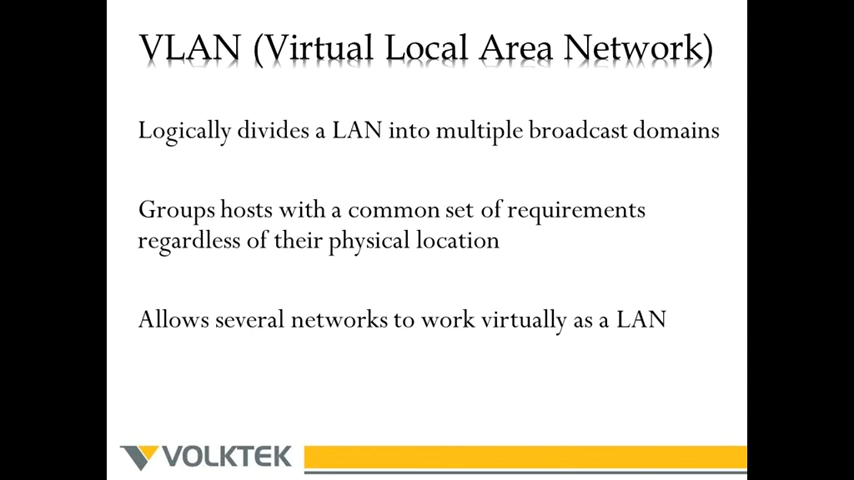 VLAN (Virtual Local Area Network)
Logically divides a LAN into multiple broadcast domains
Groups hosts with a common set of requirements
regardless of their physical location
Allows several networks to work virtually as a LAN
VOLKTEK